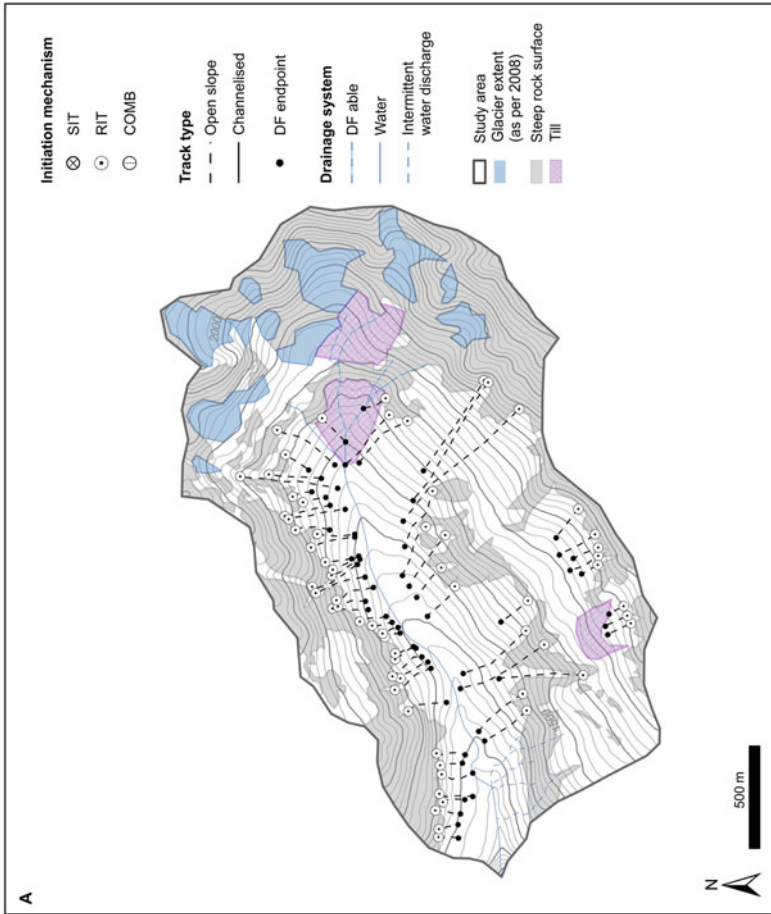 A
Initiation mechanism
SIT
RIT
COMB
Track type
Open slope
Channelised
DF endpoint
Drainage system
DF able
Water
Intermittent
water discharge
Study area
Glacier extent
(as per 2008)
Steep rock surface
Till
2000
1500
500 m
N